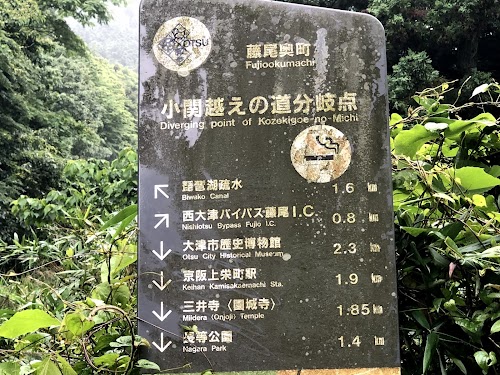 OTSU
藤尾奥町
Fujiookumachi
小関越えの道分岐点
Diverging point of Kozekigoe-no-Michi
↖ 琵琶湖疏水 1.6 km
Biwako Canal
↗ 西大津バイパス藤尾I.C 0.8 km
Nishiotsu Bypass Fujio I.C.
↓ 大津市歴史博物館 2.3 km
Otsu City Historical Museum
↓ 京阪上栄町駅 1.9 km
Keihan Kamisakaemachi Sta.
↓ 三井寺〈園城寺〉 1.85 km
Miidera (Onjoji) Temple
↓ 長等公園 1.4 km
Nagara Park